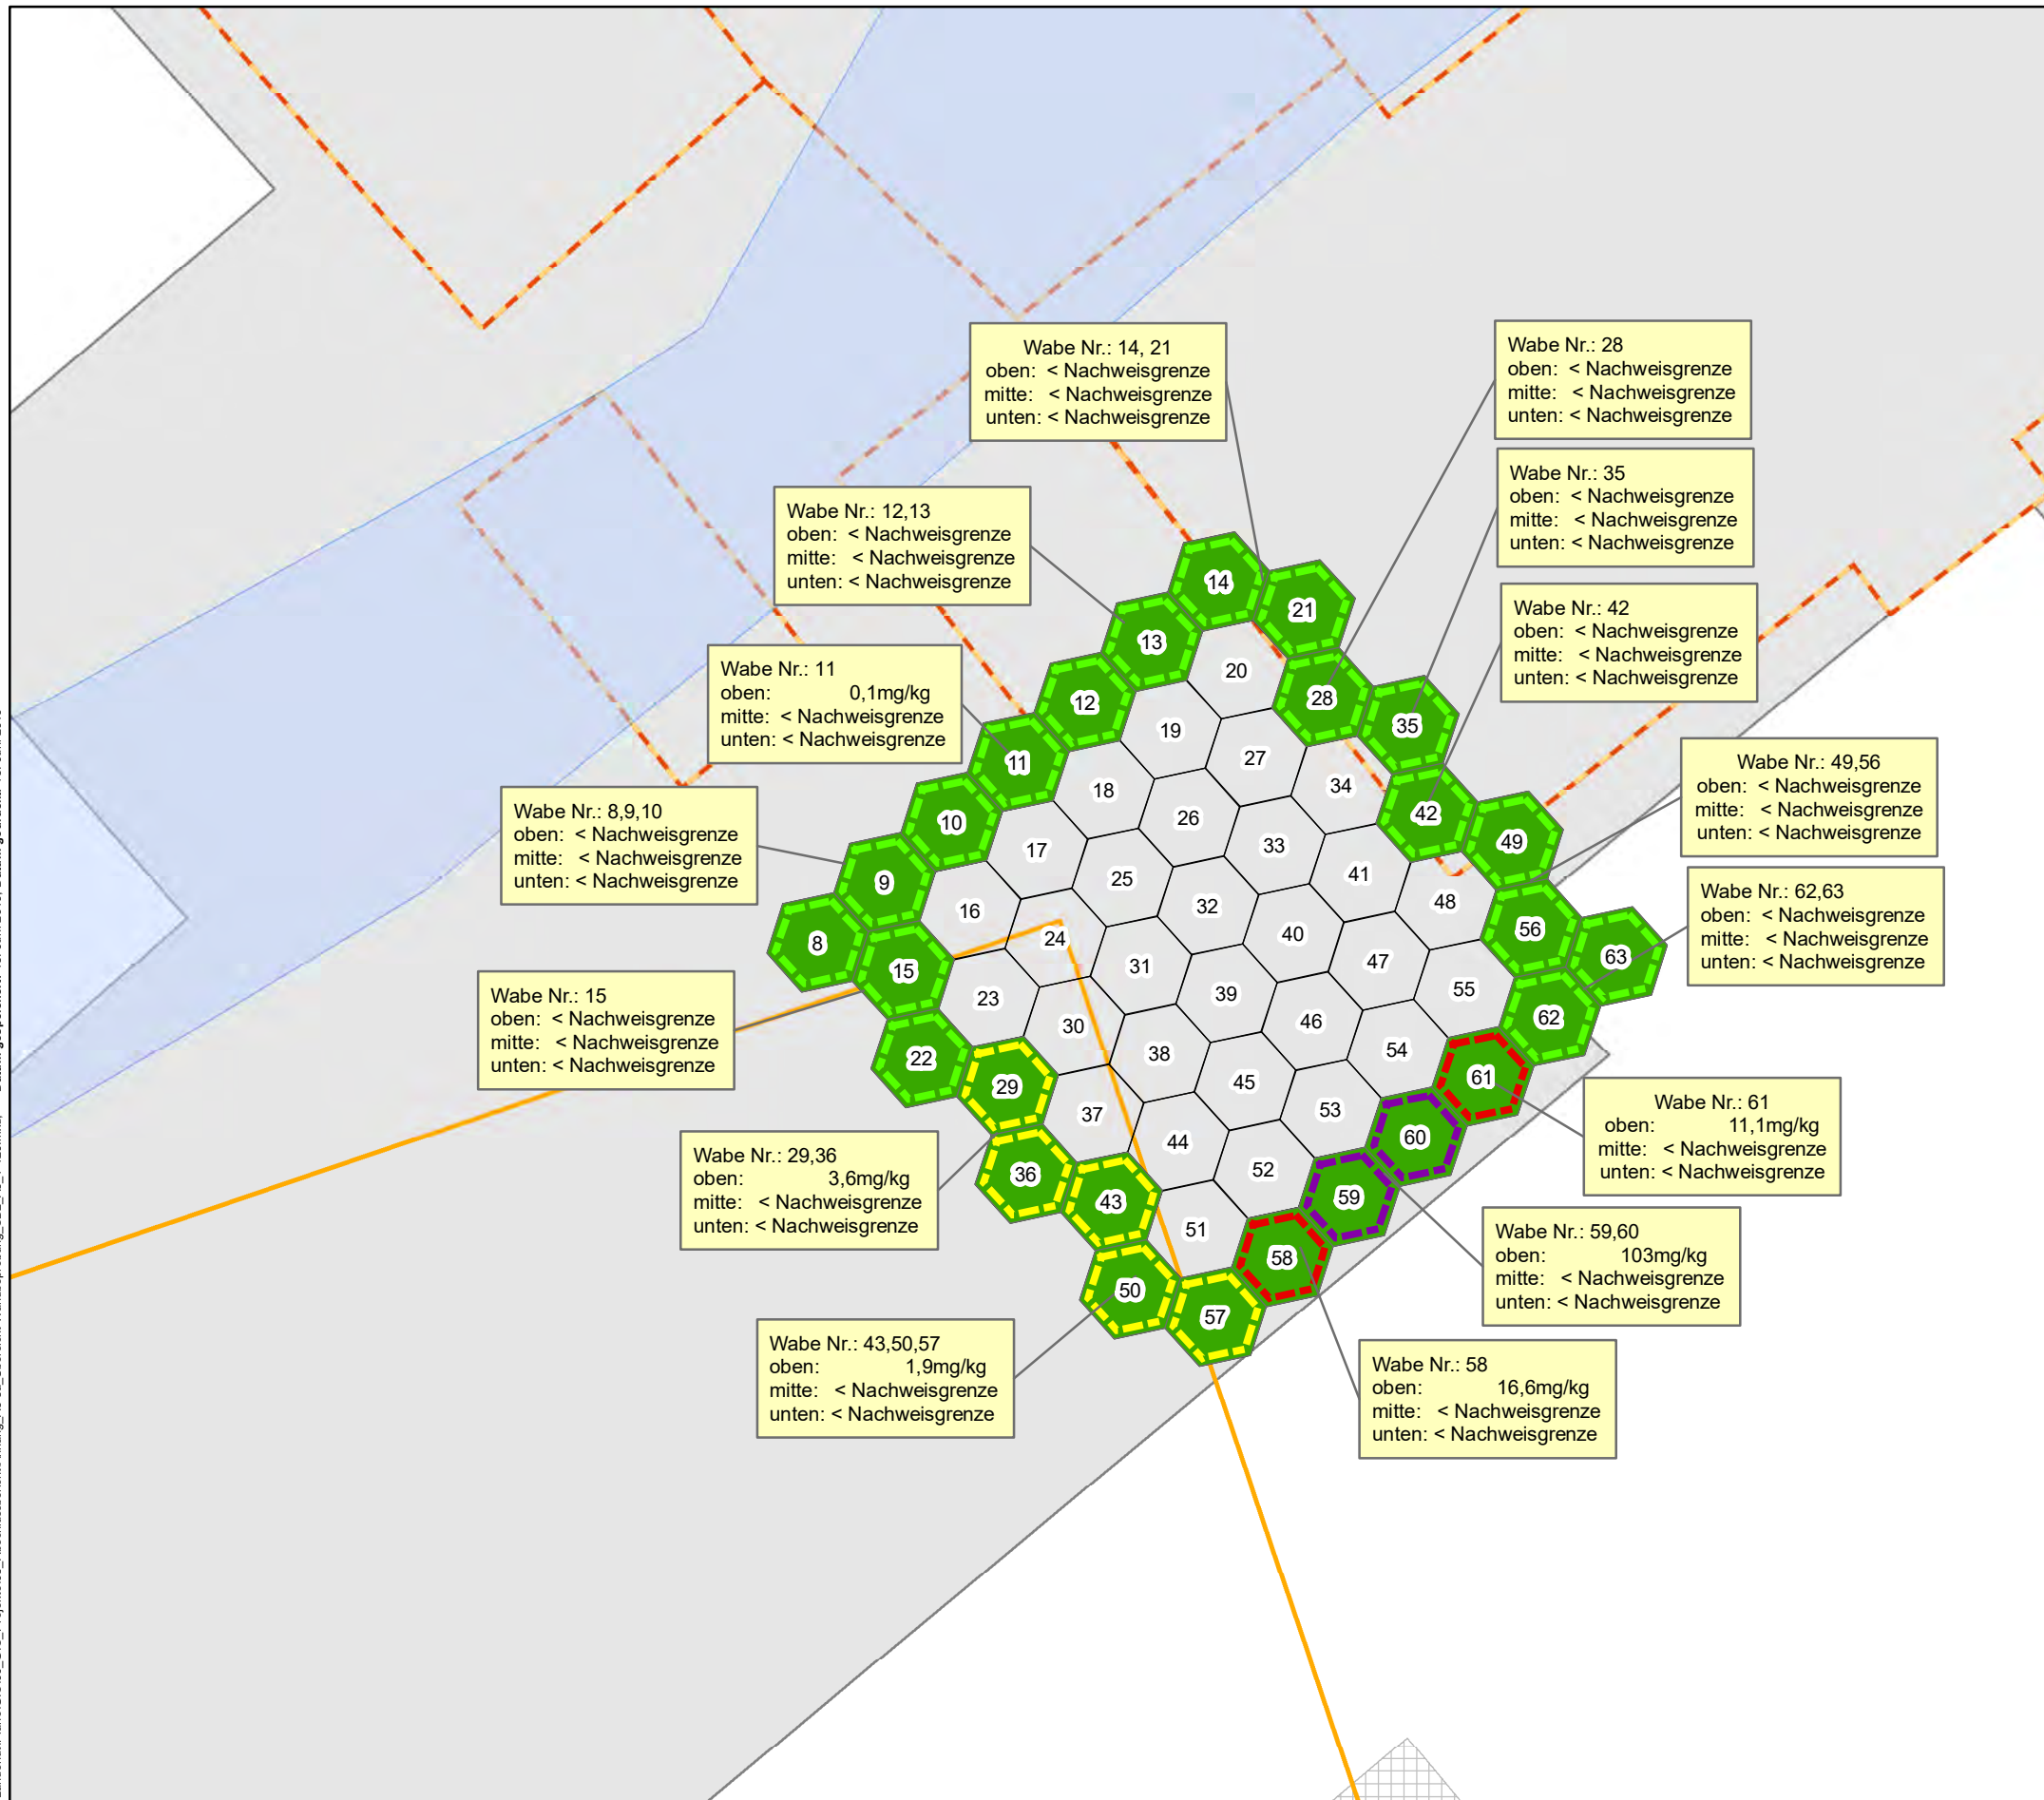 Wabe Nr.: 14, 21
oben: < Nachweisgrenze
mitte: < Nachweisgrenze
unten: < Nachweisgrenze
Wabe Nr.: 28
oben: < Nachweisgrenze
mitte: < Nachweisgrenze
unten: < Nachweisgrenze
Wabe Nr.: 35
oben: < Nachweisgrenze
mitte: < Nachweisgrenze
unten: < Nachweisgrenze
Wabe Nr.: 12,13
oben: < Nachweisgrenze
mitte: < Nachweisgrenze
unten: < Nachweisgrenze
Wabe Nr.: 42
oben: < Nachweisgrenze
mitte: < Nachweisgrenze
unten: < Nachweisgrenze
Wabe Nr.: 11
oben: 0,1mg/kg
mitte: < Nachweisgrenze
unten: < Nachweisgrenze
Wabe Nr.: 49,56
oben: < Nachweisgrenze
mitte: < Nachweisgrenze
unten: < Nachweisgrenze
Wabe Nr.: 8,9,10
oben: < Nachweisgrenze
mitte: < Nachweisgrenze
unten: < Nachweisgrenze
Wabe Nr.: 62,63
oben: < Nachweisgrenze
mitte: < Nachweisgrenze
unten: < Nachweisgrenze
Wabe Nr.: 15
oben: < Nachweisgrenze
mitte: < Nachweisgrenze
unten: < Nachweisgrenze
Wabe Nr.: 61
oben: 11,1mg/kg
mitte: < Nachweisgrenze
unten: < Nachweisgrenze
Wabe Nr.: 29,36
oben: 3,6mg/kg
mitte: < Nachweisgrenze
unten: < Nachweisgrenze
Wabe Nr.: 59,60
oben: 103mg/kg
mitte: < Nachweisgrenze
unten: < Nachweisgrenze
Wabe Nr.: 43,50,57
oben: 1,9mg/kg
mitte: < Nachweisgrenze
unten: < Nachweisgrenze
Wabe Nr.: 58
oben: 16,6mg/kg
mitte: < Nachweisgrenze
unten: < Nachweisgrenze
14
21
13
20
28
12
19
35
11
27
18
34
10
26
42
17
33
49
9
25
41
16
32
48
8
24
40
56
15
31
47
63
23
39
55
22
30
46
62
38
54
29
45
61
37
53
36
44
60
43
52
59
51
58
50
57